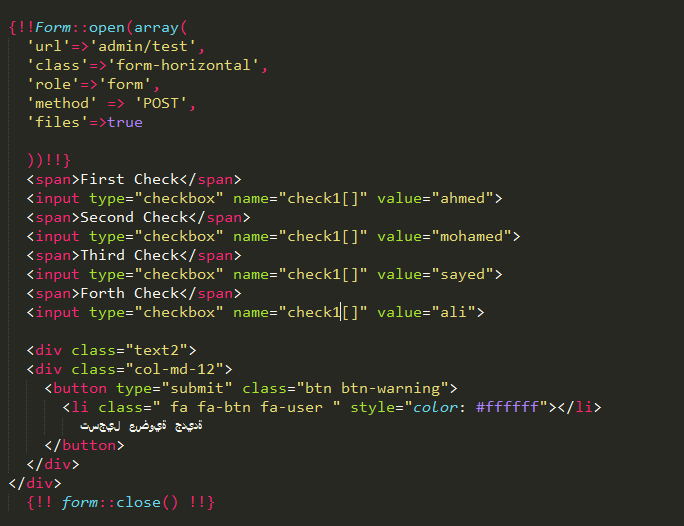 {!!Form::open(array(
'url'=>'admin/test',
'class'=>'form-horizontal',
'role'=>'form',
'method' => 'POST',
'files'=>true
))!!}
<span>First Check</span>
<input type="checkbox" name="check1[]" value="ahmed">
<span>Second Check</span>
<input type="checkbox" name="check1[]" value="mohamed">
<span>Third Check</span>
<input type="checkbox" name="check1[]" value="sayed">
<span>Forth Check</span>
<input type="checkbox" name="check1[]" value="ali">
<div class="text2">
<div class="col-md-12">
<button type="submit" class="btn btn-warning">
<li class=" fa fa-btn fa-user " style="color: #ffffff"></li>
تسجيل عضوية جديدة
</button>
</div>
</div>
{!! form::close() !!}